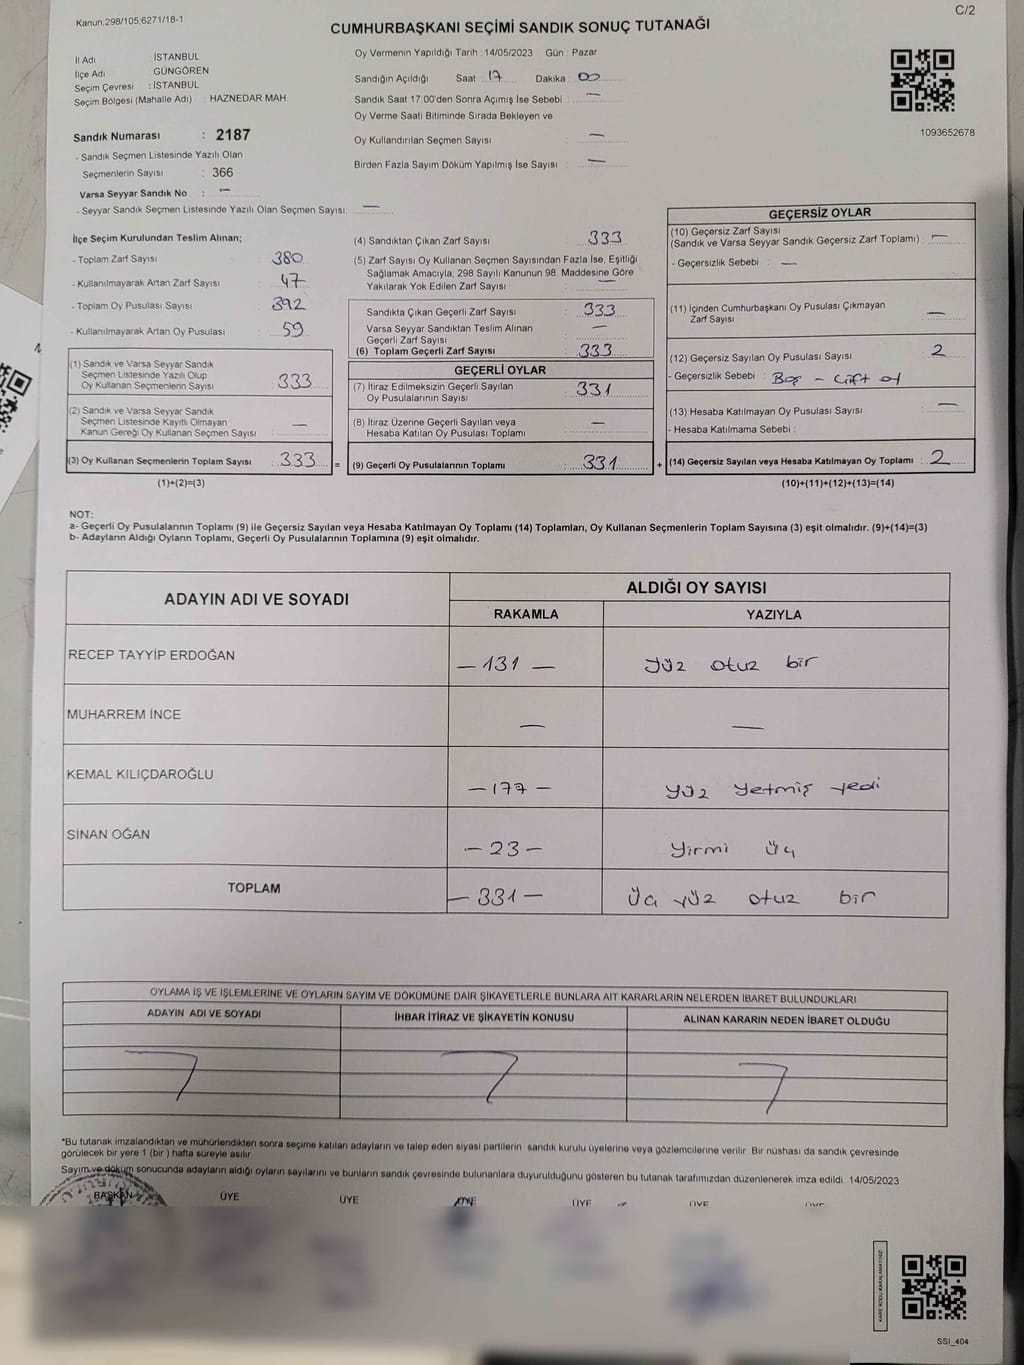 Kanun,298/105,6271/18-1
C/2
CUMHURBAŞKANI SEÇİMİ SANDIK SONUÇ TUTANAĞI
İl Adı İSTANBUL
İlçe Adı GÜNGÖREN
Seçim Çevresi : İSTANBUL
Seçim Bölgesi (Mahalle Adı) : HAZNEDAR MAH.
Oy Vermenin Yapıldığı Tarih : 14/05/2023 Gün : Pazar
Sandığın Açıldığı Saat : 17 Dakika : 00
Sandık Saat 17:00'den Sonra Açımış İse Sebebi : —
Oy Verme Saati Bitiminde Sırada Bekleyen ve
Oy Kullandırılan Seçmen Sayısı : —
Birden Fazla Sayım Döküm Yapılmış İse Sayısı : —
1093652678
Sandık Numarası : 2187
- Sandık Seçmen Listesinde Yazılı Olan
Seçmenlerin Sayısı : 366
Varsa Seyyar Sandık No : —
- Seyyar Sandık Seçmen Listesinde Yazılı Olan Seçmen Sayısı: —
İlçe Seçim Kurulundan Teslim Alınan;
- Toplam Zarf Sayısı : 380
- Kullanılmayarak Artan Zarf Sayısı : 47
- Toplam Oy Pusulası Sayısı : 392
- Kullanılmayarak Artan Oy Pusulası : 59
(1) Sandık ve Varsa Seyyar Sandık
Seçmen Listesinde Yazılı Olup
Oy Kullanan Seçmenlerin Sayısı : 333
(2) Sandık ve Varsa Seyyar Sandık
Seçmen Listesinde Kayıtlı Olmayan
Kanun Gereği Oy Kullanan Seçmen Sayısı : —
(3) Oy Kullanan Seçmenlerin Toplam Sayısı : 333 =
(1)+(2)=(3)
(4) Sandıktan Çıkan Zarf Sayısı : 333
(5) Zarf Sayısı Oy Kullanan Seçmen Sayısından Fazla İse, Eşitliği
Sağlamak Amacıyla, 298 Sayılı Kanunun 98. Maddesine Göre
Yakılarak Yok Edilen Zarf Sayısı : —
Sandıkta Çıkan Geçerli Zarf Sayısı : 333
Varsa Seyyar Sandıktan Teslim Alınan
Geçerli Zarf Sayısı : —
(6) Toplam Geçerli Zarf Sayısı : 333
GEÇERLİ OYLAR
(7) İtiraz Edilmeksizin Geçerli Sayılan
Oy Pusulalarının Sayısı : 331
(8) İtiraz Üzerine Geçerli Sayılan veya
Hesaba Katılan Oy Pusulası Toplamı : —
(9) Geçerli Oy Pusulalarının Toplamı : 331 +
GEÇERSİZ OYLAR
(10) Geçersiz Zarf Sayısı
(Sandık ve Varsa Seyyar Sandık Geçersiz Zarf Toplamı) : —
- Geçersizlik Sebebi : —
(11) İçinden Cumhurbaşkanı Oy Pusulası Çıkmayan
Zarf Sayısı : —
(12) Geçersiz Sayılan Oy Pusulası Sayısı : 2
- Geçersizlik Sebebi : Boş - çift oy
(13) Hesaba Katılmayan Oy Pusulası Sayısı : —
- Hesaba Katılmama Sebebi :
(14) Geçersiz Sayılan veya Hesaba Katılmayan Oy Toplamı : 2
(10)+(11)+(12)+(13)=(14)
NOT:
a- Geçerli Oy Pusulalarının Toplamı (9) ile Geçersiz Sayılan veya Hesaba Katılmayan Oy Toplamı (14) Toplamları, Oy Kullanan Seçmenlerin Toplam Sayısına (3) eşit olmalıdır. (9)+(14)=(3)
b- Adayların Aldığı Oyların Toplamı, Geçerli Oy Pusulalarının Toplamına (9) eşit olmalıdır.
ADAYIN ADI VE SOYADI
ALDIĞI OY SAYISI
RAKAMLA YAZIYLA
RECEP TAYYİP ERDOĞAN — 131 — yüz otuz bir
MUHARREM İNCE — —
KEMAL KILIÇDAROĞLU — 177 — yüz yetmiş yedi
SİNAN OĞAN — 23 — yirmi üç
TOPLAM — 331 — üç yüz otuz bir
OYLAMA İŞ VE İŞLEMLERİNE VE OYLARIN SAYIM VE DÖKÜMÜNE DAİR ŞİKAYETLERLE BUNLARA AİT KARARLARIN NELERDEN İBARET BULUNDUKLARI
ADAYIN ADI VE SOYADI İHBAR İTİRAZ VE ŞİKAYETİN KONUSU ALINAN KARARIN NEDEN İBARET OLDUĞU
*Bu tutanak imzalandıktan ve mühürlendikten sonra seçime katılan adayların ve talep eden siyasi partilerin sandık kurulu üyelerine veya gözlemcilerine verilir. Bir nüshası da sandık çevresinde
görülecek bir yere 1 (bir) hafta süreyle asılır.
Sayım ve döküm sonucunda adayların aldığı oyların sayılarını ve bunların sandık çevresinde bulunanlara duyurulduğunu gösteren bu tutanak tarafımızdan düzenlenerek imza edildi. 14/05/2023
BAŞKAN ÜYE ÜYE ÜYE ÜYE ÜYE ÜYE
KARE KODU KARALAMAYINIZ!
SSI_404